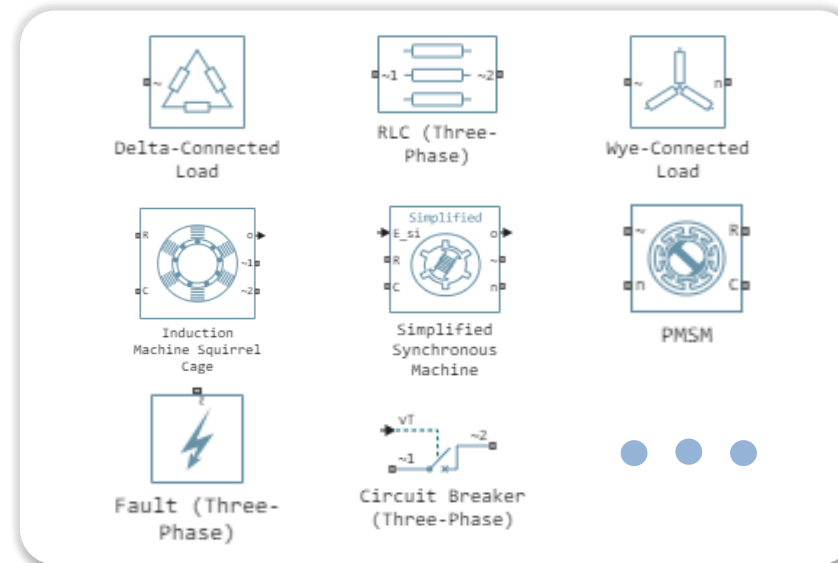 ~
Delta-Connected
Load
~1
~2
RLC (Three-
Phase)
~
n
Wye-Connected
Load
R
C
o
~1
~2
Induction
Machine Squirrel
Cage
Simplified
E_si
R
C
o
~
n
Simplified
Synchronous
Machine
~
n
R
C
PMSM
~
Fault (Three-
Phase)
vT
~1
~2
Circuit Breaker
(Three-Phase)